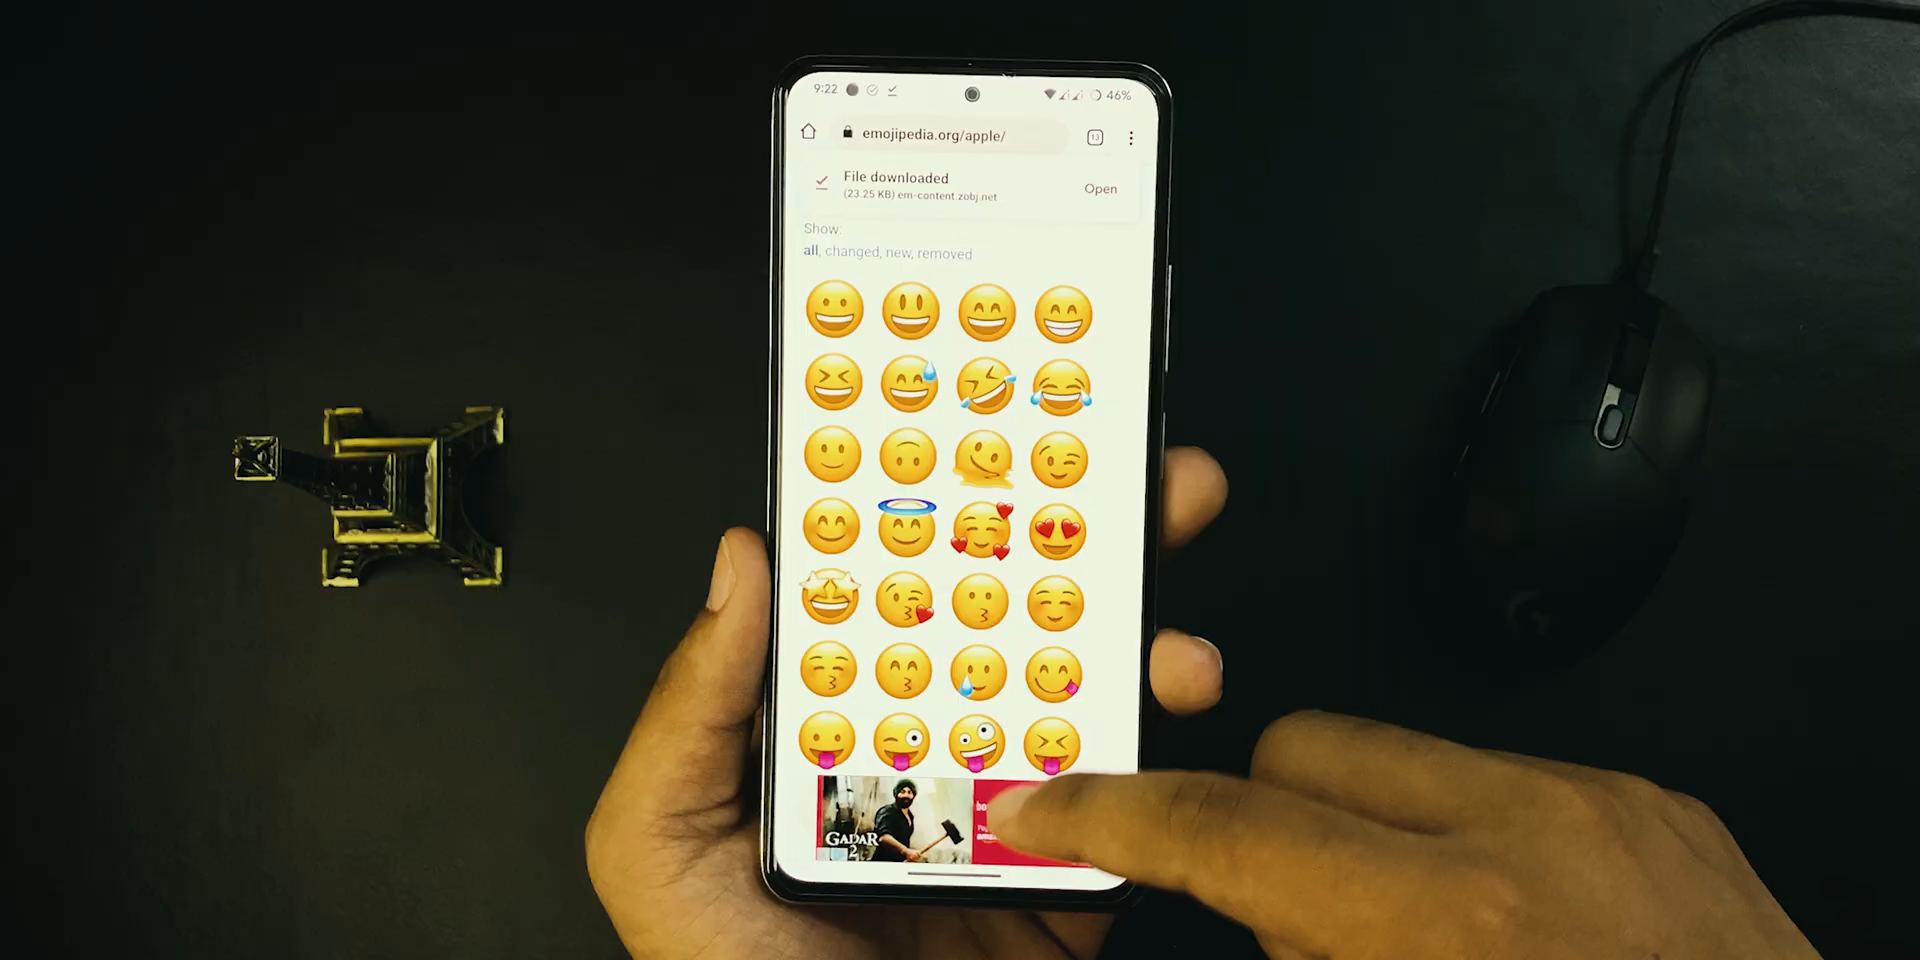 9:22
46%
emojipedia.org/apple/
13
File downloaded
(23.25 KB) em-content.zobj.net
Open
Show:
all, changed, new, removed
GADAR
2